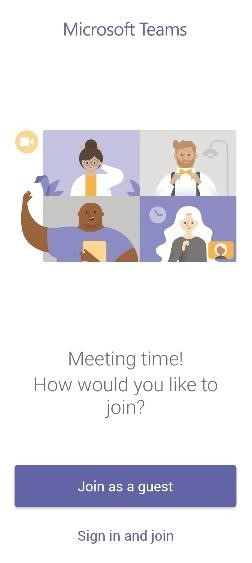 Microsoft Teams
Meeting time!
How would you like to
join?
Join as a guest
Sign in and join